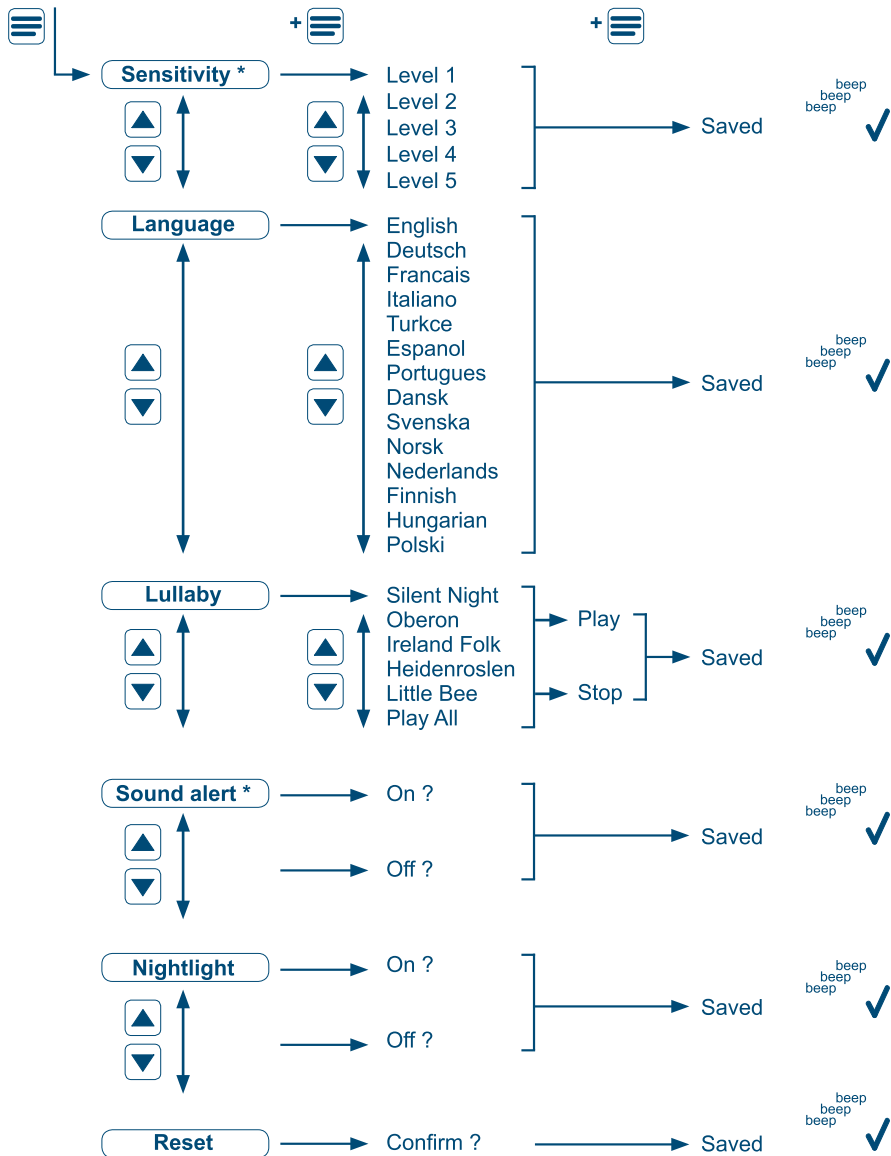 +
+
Sensitivity *
Level 1
Level 2
Level 3
Level 4
Level 5
Saved
beep
beep
beep
Language
English
Deutsch
Francais
Italiano
Turkce
Espanol
Portugues
Dansk
Svenska
Norsk
Nederlands
Finnish
Hungarian
Polski
Saved
beep
beep
beep
Lullaby
Silent Night
Oberon
Ireland Folk
Heidenroslen
Little Bee
Play All
Play
Stop
Saved
beep
beep
beep
Sound alert *
On ?
Off ?
Saved
beep
beep
beep
Nightlight
On ?
Off ?
Saved
beep
beep
beep
Reset
Confirm ?
Saved
beep
beep
beep